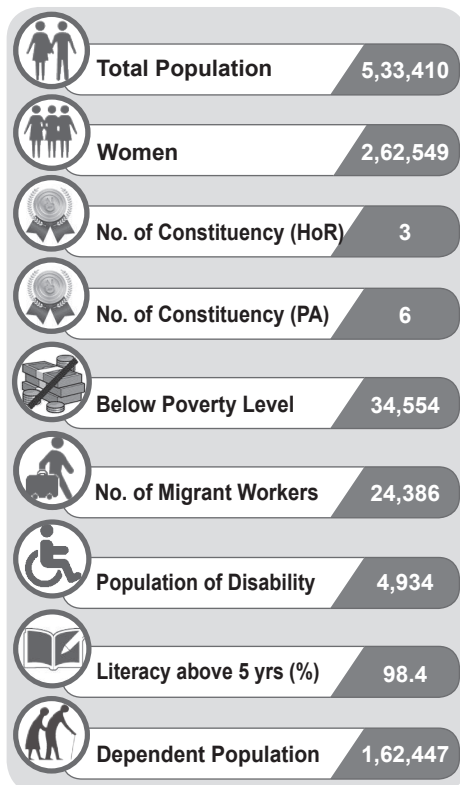 Total Population 5,33,410
Women 2,62,549
No. of Constituency (HoR) 3
No. of Constituency (PA) 6
Below Poverty Level 34,554
No. of Migrant Workers 24,386
Population of Disability 4,934
Literacy above 5 yrs (%) 98.4
Dependent Population 1,62,447